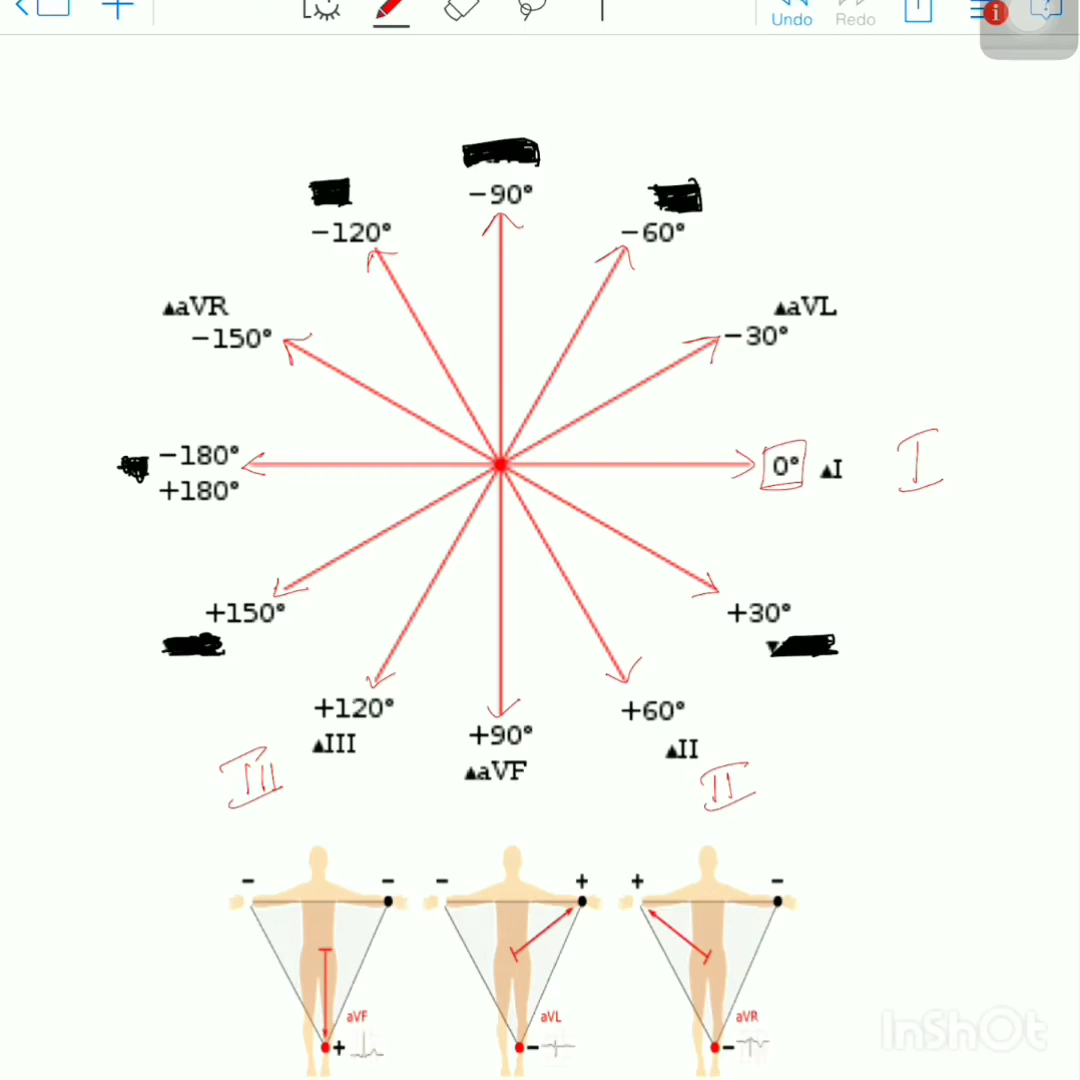 Undo Redo
−90°
−120° −60°
▲aVR ▲aVL
−150° −30°
−180° 0° ▲I I
+180°
+150° +30°
+120° +60°
▲III +90° ▲II
▲aVF
III II
− − − + + −
aVF aVL aVR
+ − −
InShOt